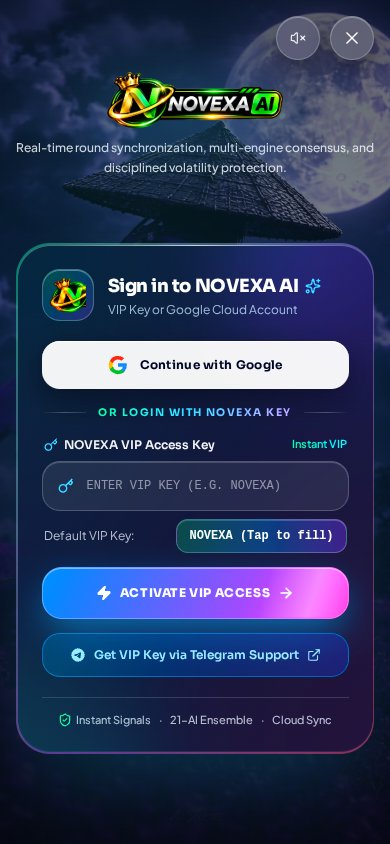 NOVEXA AI
Real-time round synchronization, multi-engine consensus, and
disciplined volatility protection.
Sign in to NOVEXA AI
VIP Key or Google Cloud Account
Continue with Google
OR LOGIN WITH NOVEXA KEY
NOVEXA VIP Access Key
Instant VIP
ENTER VIP KEY (E.G. NOVEXA)
Default VIP Key:
NOVEXA (Tap to fill)
ACTIVATE VIP ACCESS
Get VIP Key via Telegram Support
Instant Signals · 21-AI Ensemble · Cloud Sync